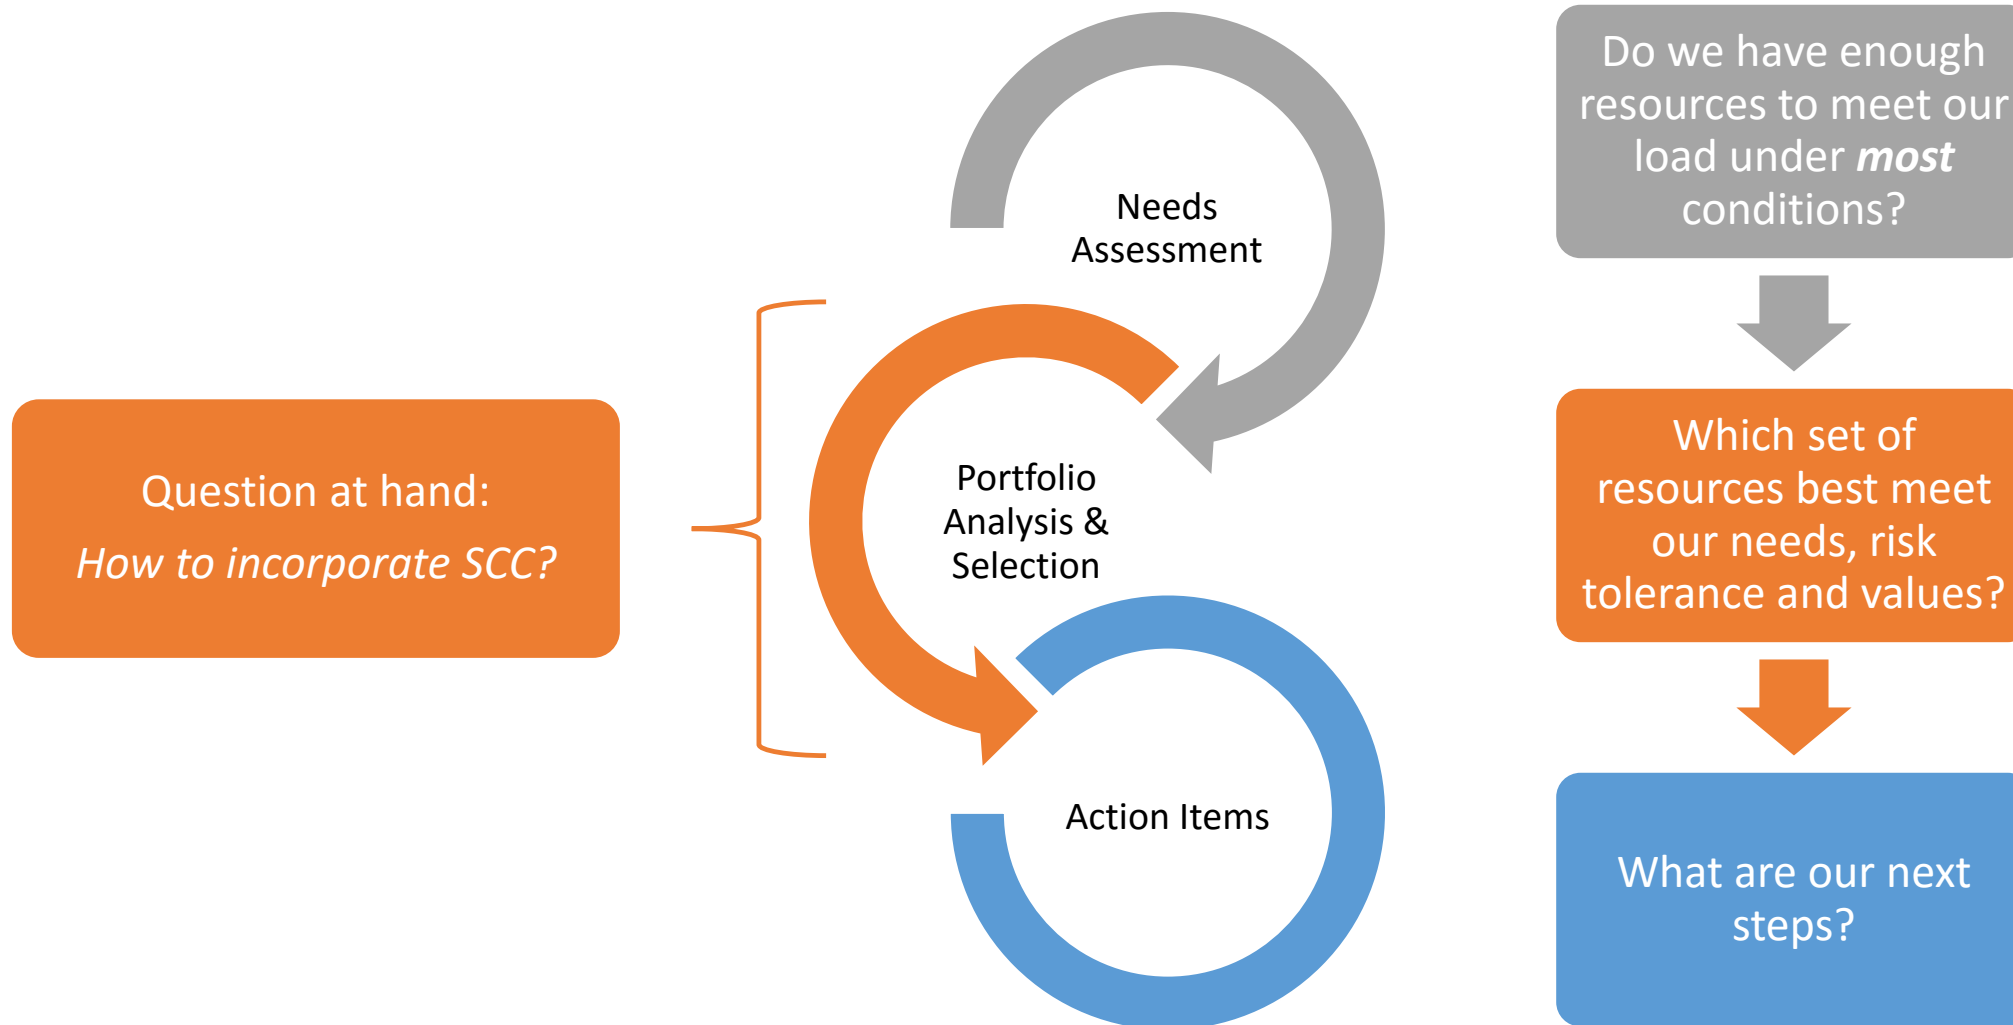 Needs
Assessment
Portfolio
Analysis &
Selection
Action Items
Question at hand:
How to incorporate SCC?
Do we have enough
resources to meet our
load under most
conditions?
Which set of
resources best meet
our needs, risk
tolerance and values?
What are our next
steps?